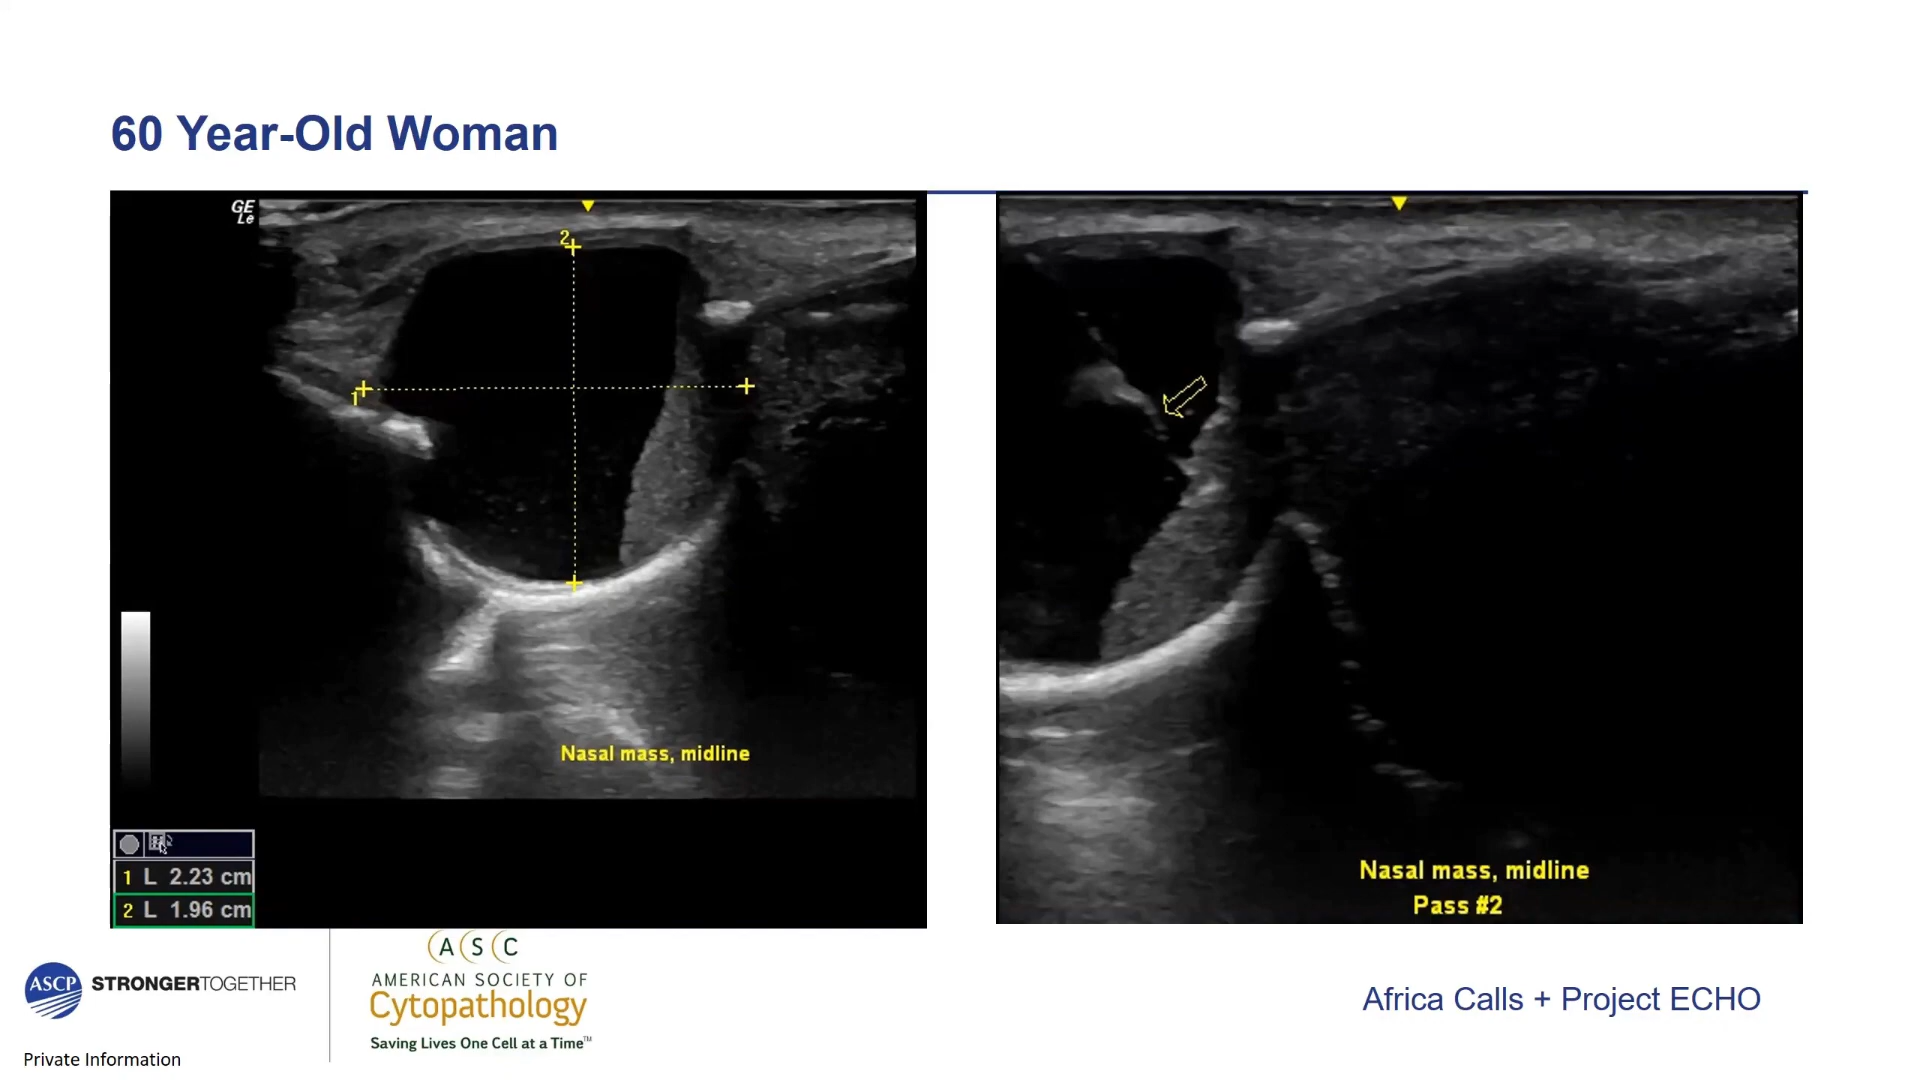 60 Year-Old Woman
GE
Le
2
1
Nasal mass, midline
1 L 2.23 cm
2 L 1.96 cm
Nasal mass, midline
Pass #2
ASCP STRONGERTOGETHER
Private Information
ASC
AMERICAN SOCIETY OF
Cytopathology
Saving Lives One Cell at a Time™
Africa Calls + Project ECHO